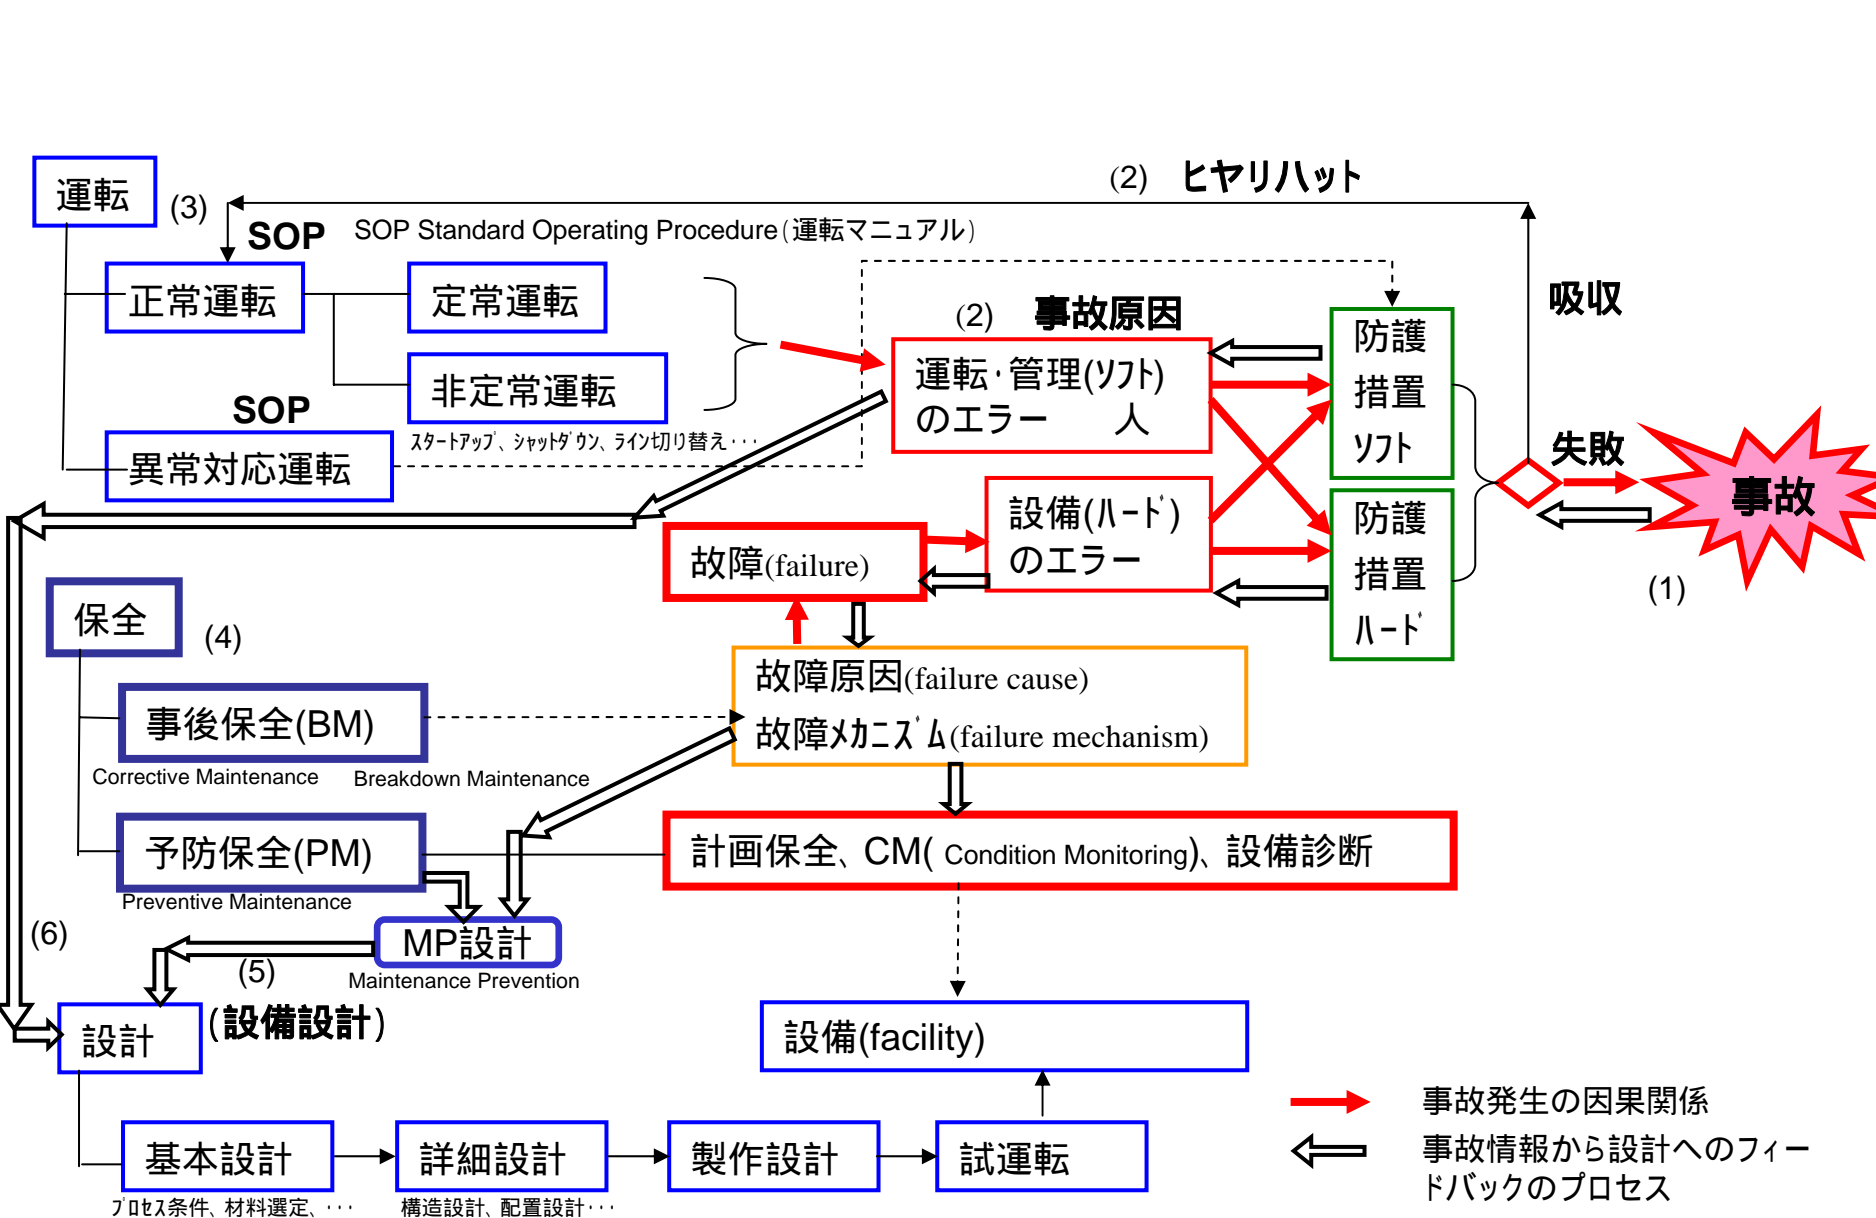 (2) ヒヤリハット
運転
(3)
SOP SOP Standard Operating Procedure(運転マニュアル)
正常運転
定常運転
(2) 事故原因
吸収
運転・管理(ソフト)
のエラー 人
防護
措置
ソフト
非定常運転
SOP
スタートアップ、シャットダウン、ライン切り替え・・・
異常対応運転
失敗
事故
設備(ハード)
のエラー
防護
措置
ハード
故障(failure)
(1)
保全
(4)
故障原因(failure cause)
故障メカニズム(failure mechanism)
事後保全(BM)
Corrective Maintenance Breakdown Maintenance
予防保全(PM)
Preventive Maintenance
計画保全、CM( Condition Monitoring)、設備診断
(6)
MP設計
Maintenance Prevention
(5)
設計
(設備設計)
設備(facility)
事故発生の因果関係
基本設計
詳細設計
製作設計
試運転
事故情報から設計へのフィー
ドバックのプロセス
プロセス条件、材料選定、・・・
構造設計、配置設計・・・